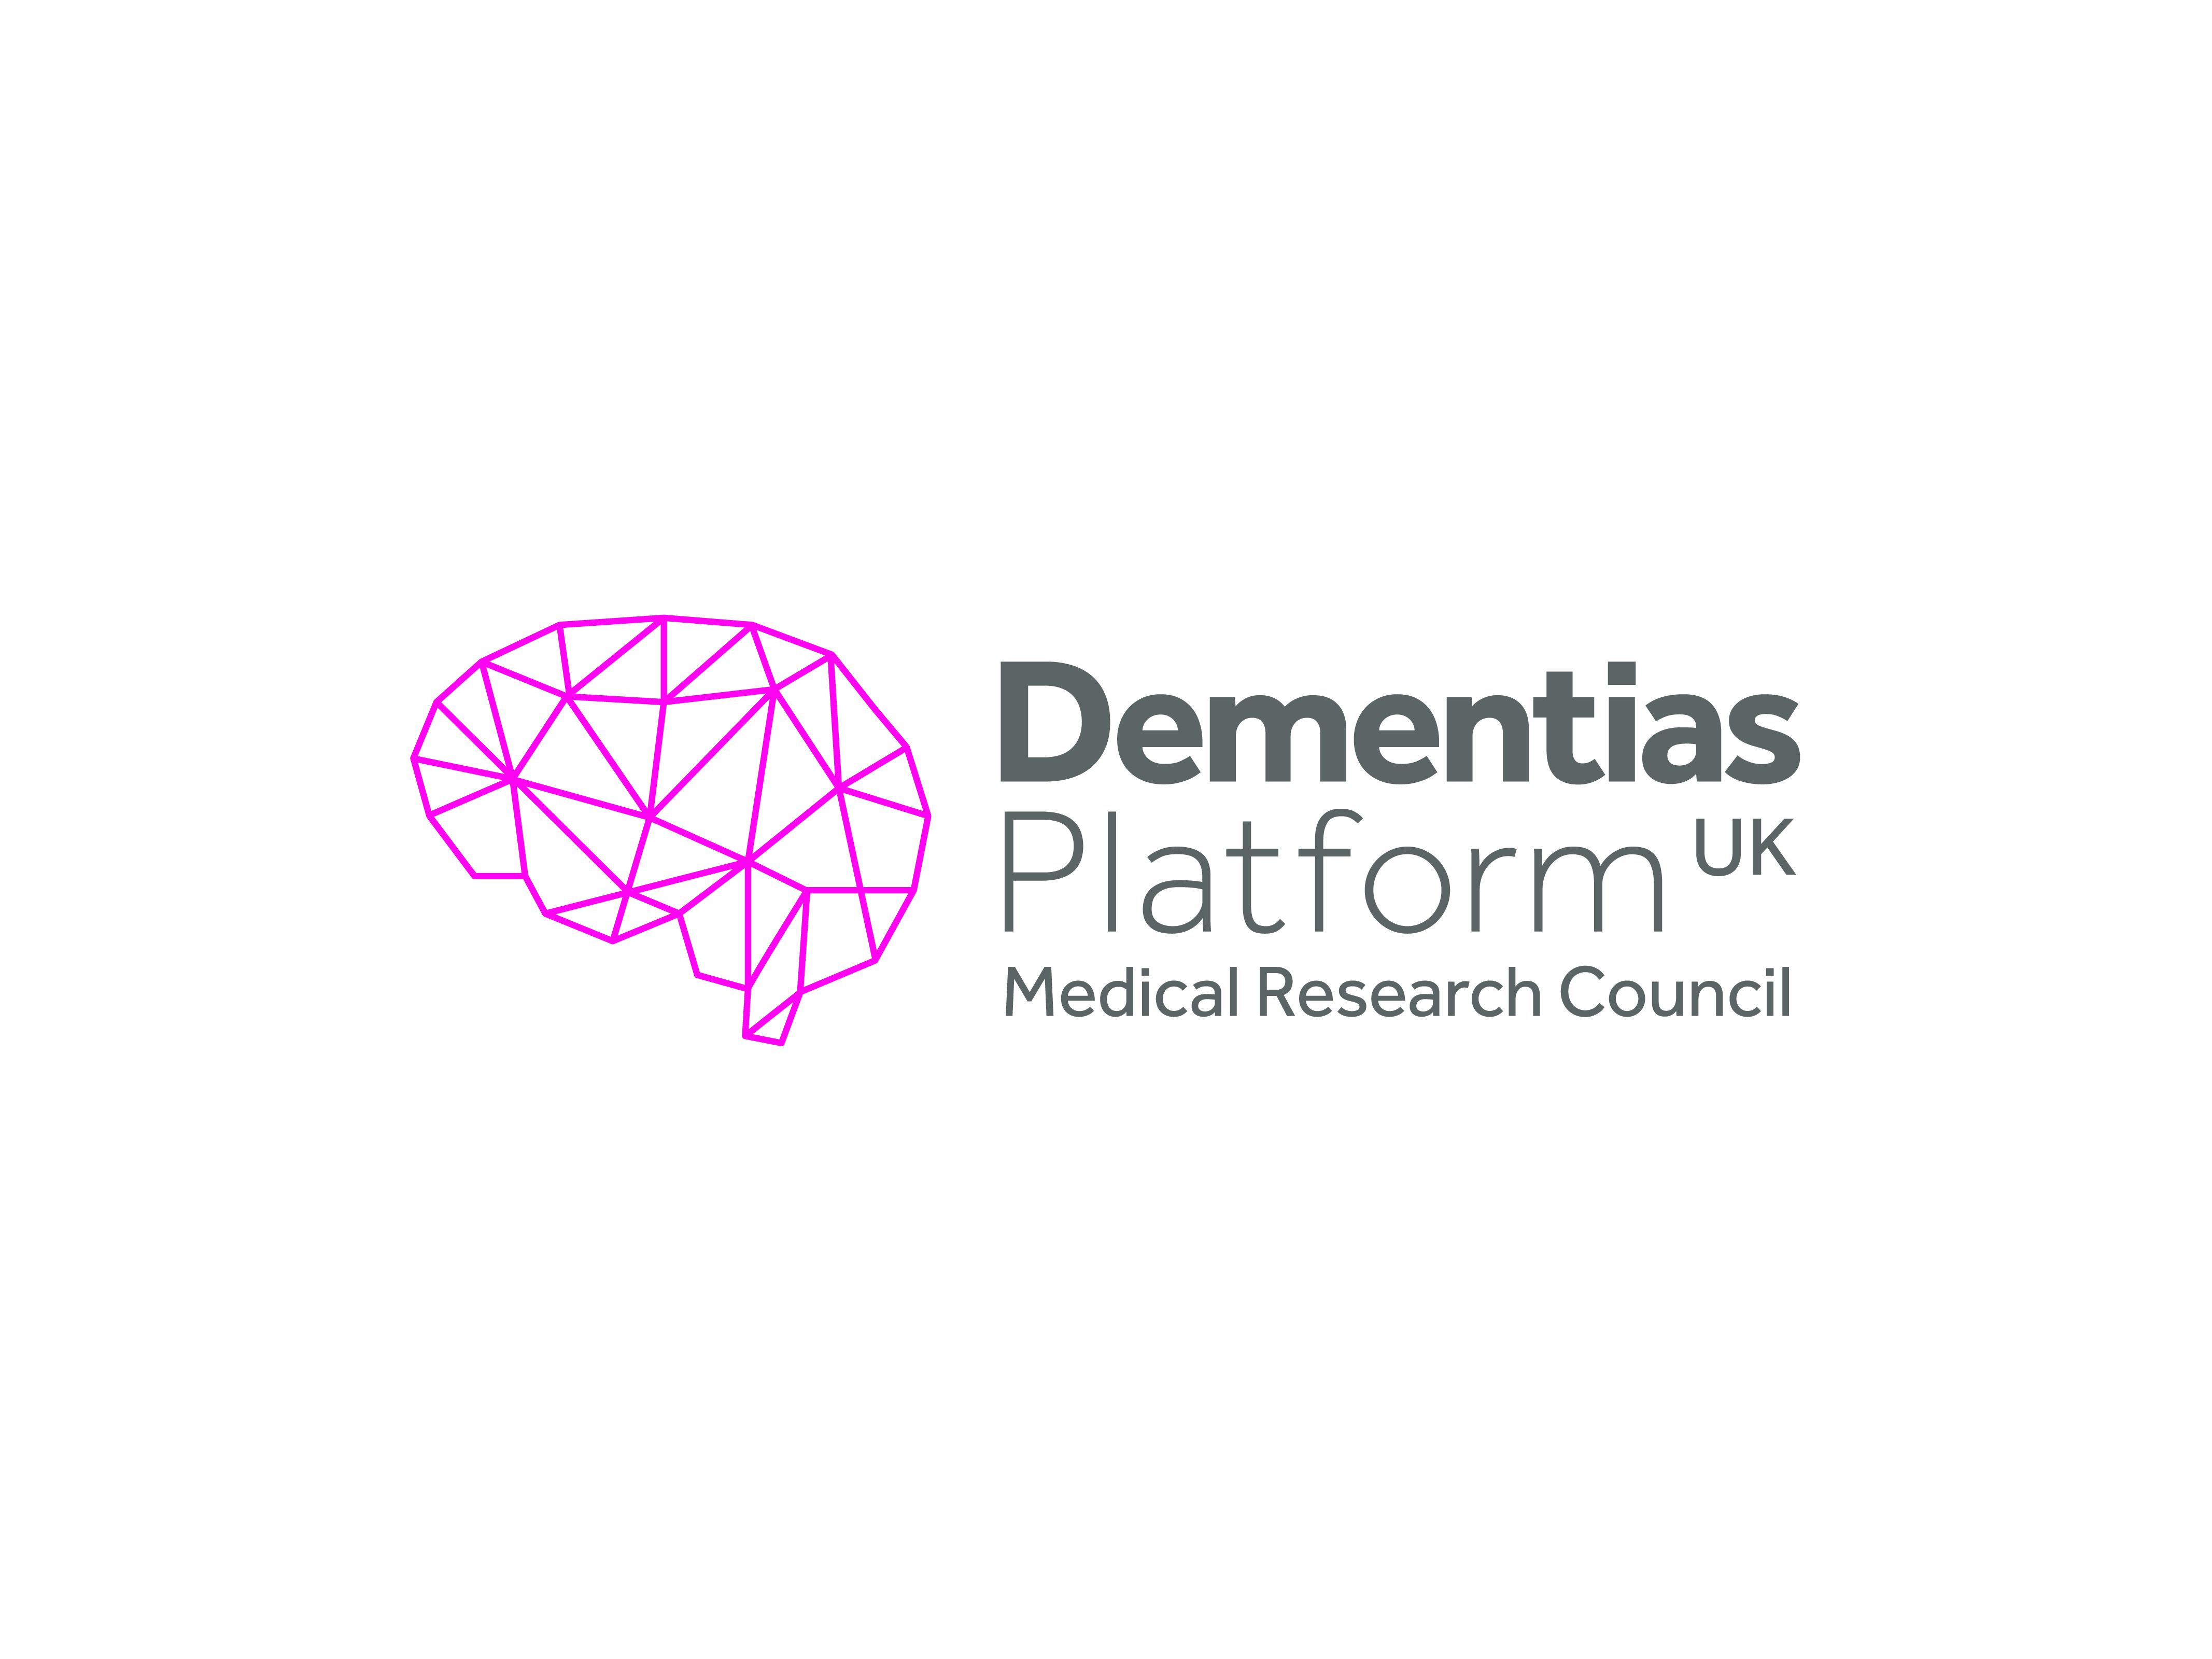 Dementias
Platform UK
Medical Research Council